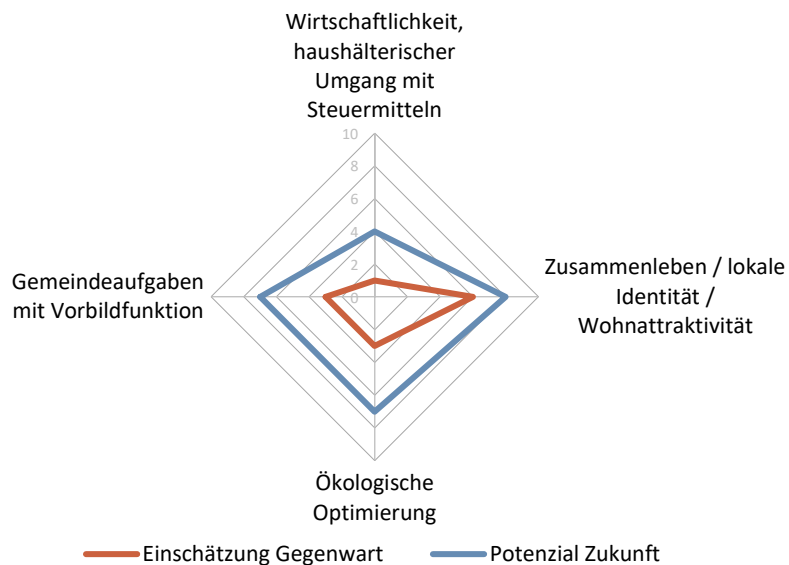 Wirtschaftlichkeit,
haushälterischer
Umgang mit
Steuermitteln
10
8
6
4
2
0
Gemeindeaufgaben
mit Vorbildfunktion
Zusammenleben / lokale
Identität /
Wohnattraktivität
Ökologische
Optimierung
Einschätzung Gegenwart
Potenzial Zukunft